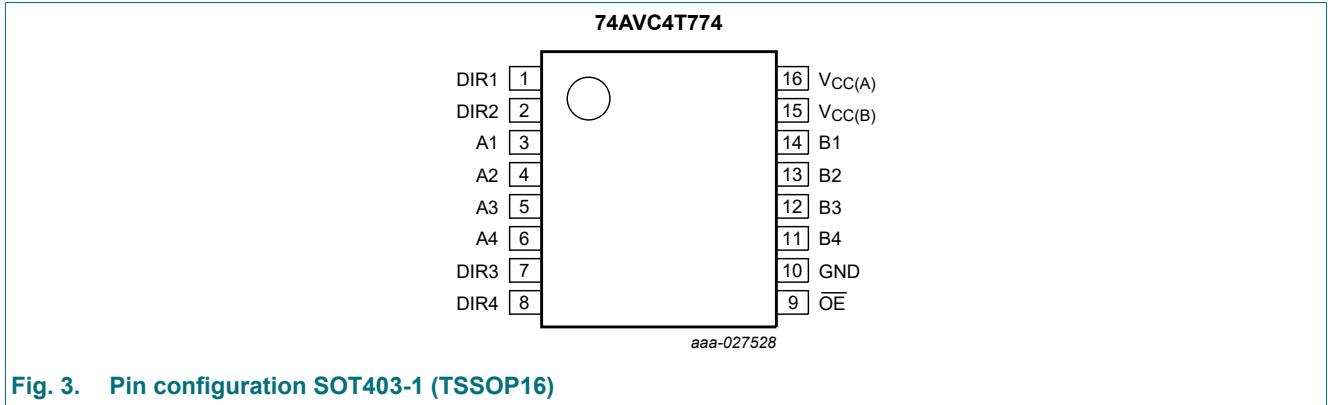 74AVC4T774
DIR1 1 16 VCC(A)
DIR2 2 15 VCC(B)
A1 3 14 B1
A2 4 13 B2
A3 5 12 B3
A4 6 11 B4
DIR3 7 10 GND
DIR4 8 9 O̅E̅
aaa-027528
Fig. 3. Pin configuration SOT403-1 (TSSOP16)